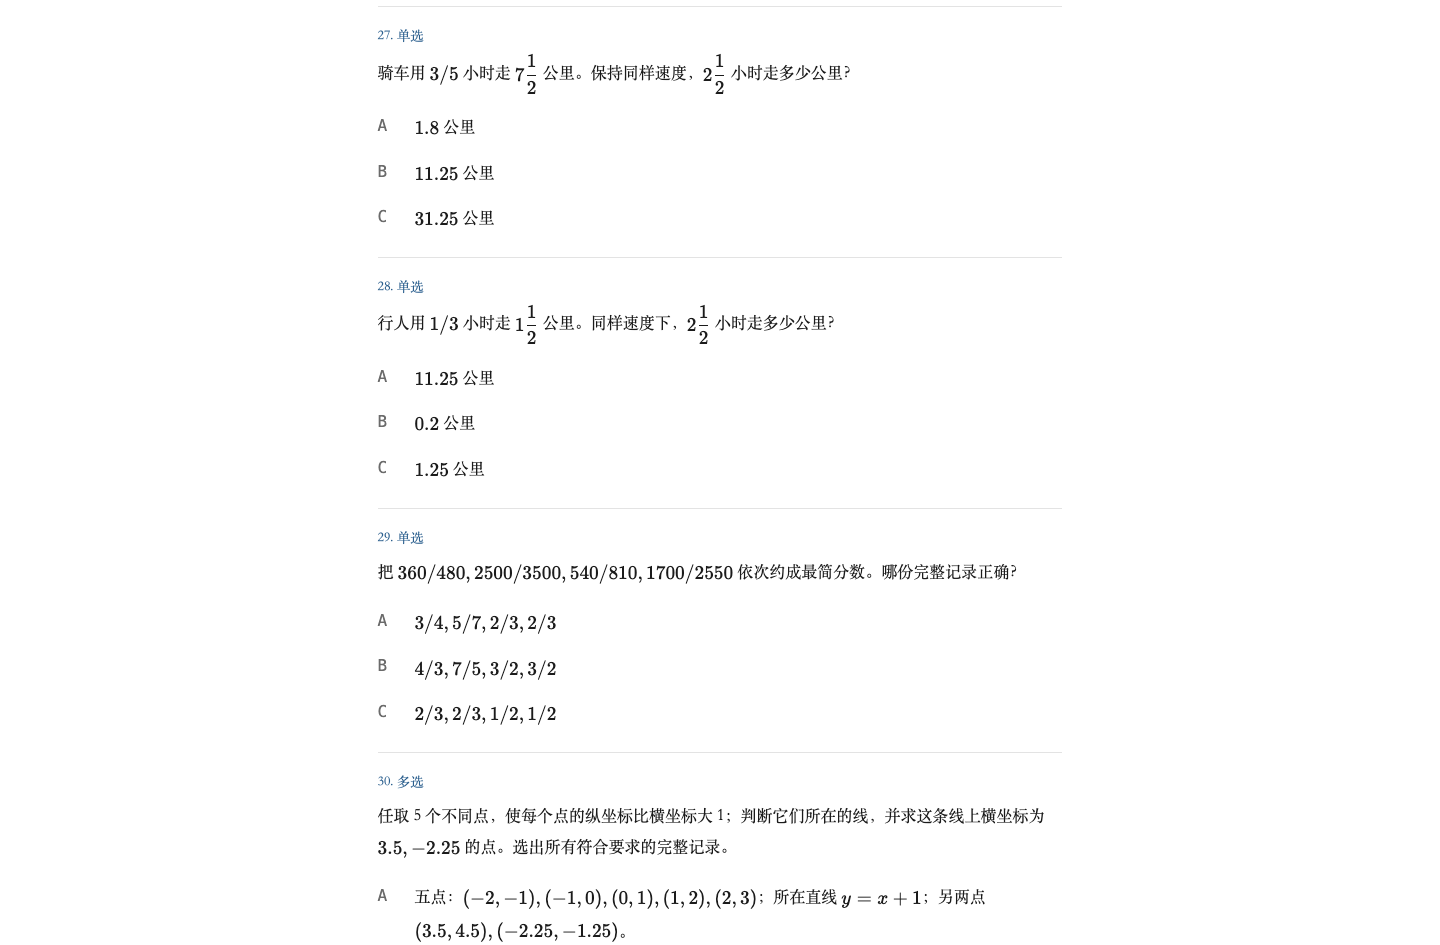 27. 单选
骑车用 3/5 小时走 7 1/2 公里。保持同样速度，2 1/2 小时走多少公里?
A 1.8 公里
B 11.25 公里
C 31.25 公里
28. 单选
行人用 1/3 小时走 1 1/2 公里。同样速度下，2 1/2 小时走多少公里?
A 11.25 公里
B 0.2 公里
C 1.25 公里
29. 单选
把 360/480, 2500/3500, 540/810, 1700/2550 依次约成最简分数。哪份完整记录正确?
A 3/4, 5/7, 2/3, 2/3
B 4/3, 7/5, 3/2, 3/2
C 2/3, 2/3, 1/2, 1/2
30. 多选
任取 5 个不同点，使每个点的纵坐标比横坐标大 1；判断它们所在的线，并求这条线上横坐标为
3.5, −2.25 的点。选出所有符合要求的完整记录。
A 五点：(−2, −1), (−1, 0), (0, 1), (1, 2), (2, 3)；所在直线 y = x + 1；另两点
(3.5, 4.5), (−2.25, −1.25)。